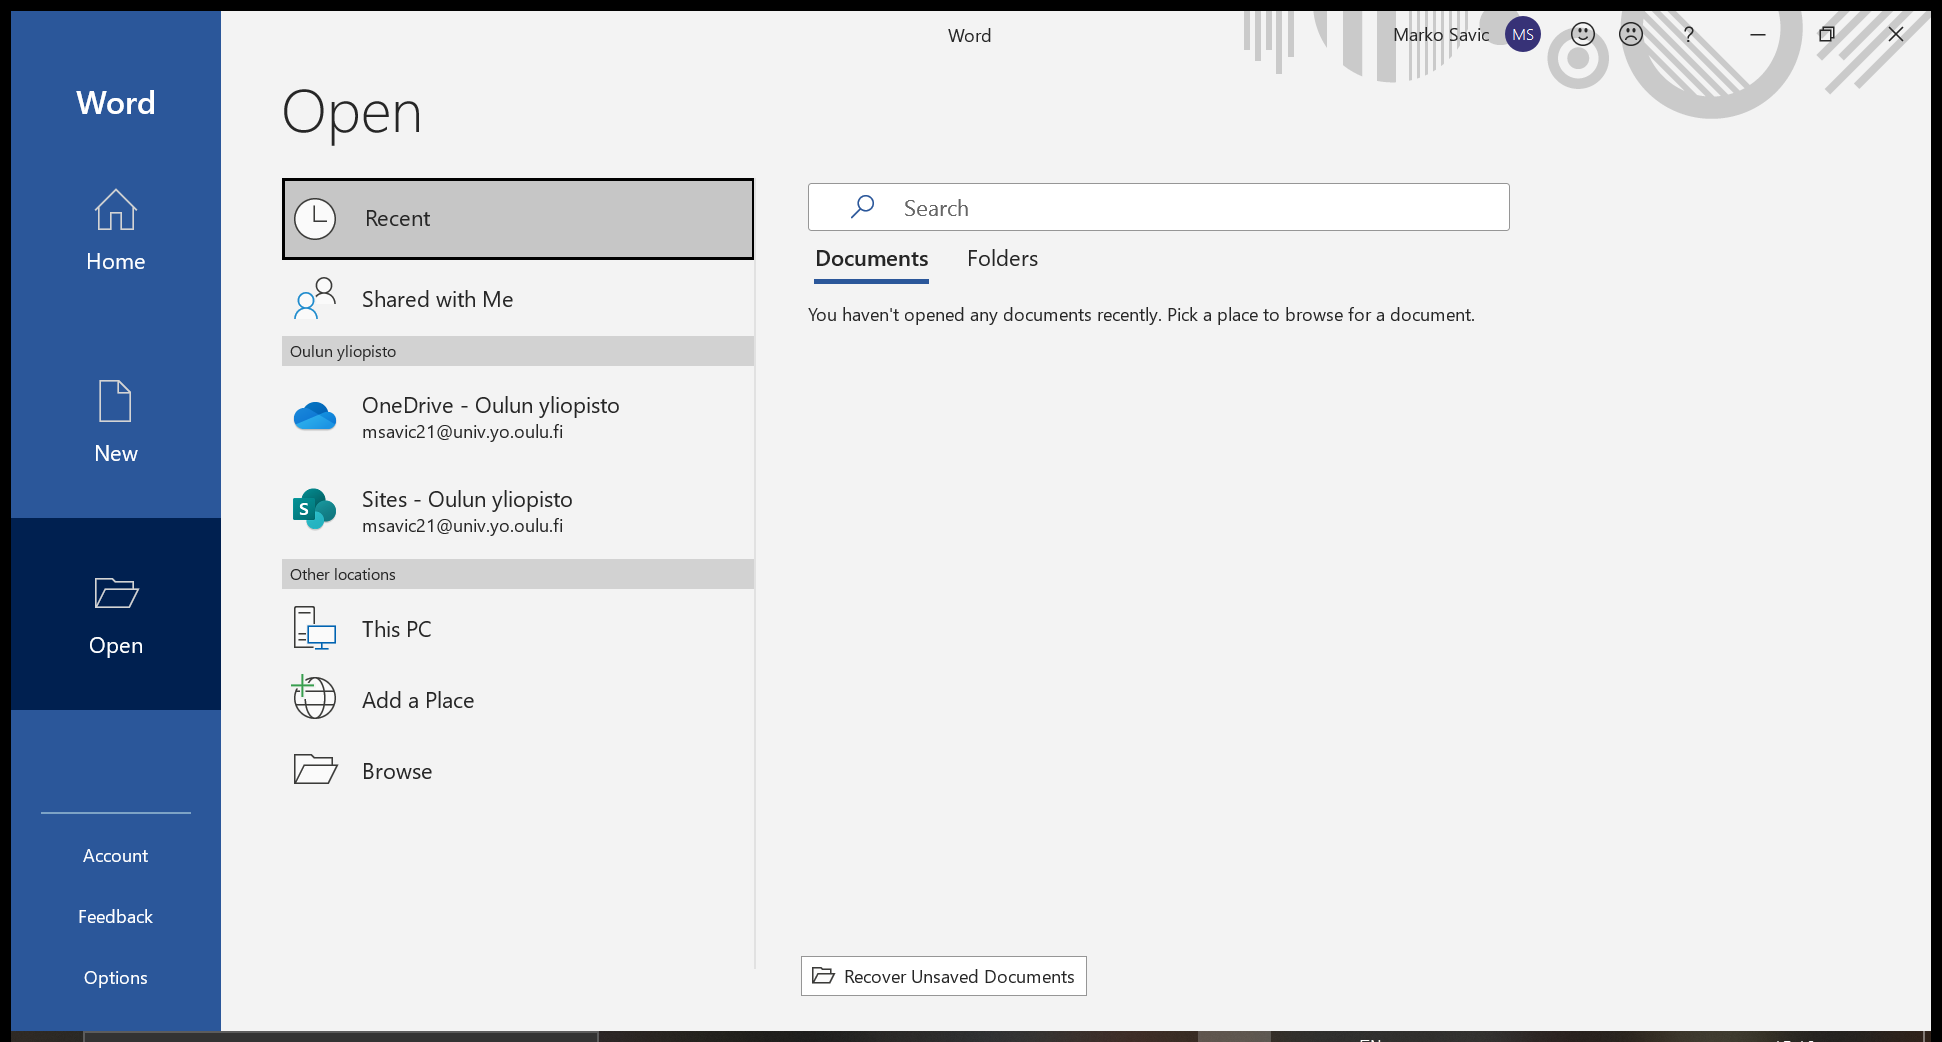 Word
Marko Savic
MS
?
Word
Home
New
Open
Account
Feedback
Options
Open
Recent
Shared with Me
Oulun yliopisto
OneDrive - Oulun yliopisto
msavic21@univ.yo.oulu.fi
S
Sites - Oulun yliopisto
msavic21@univ.yo.oulu.fi
Other locations
This PC
Add a Place
Browse
Search
Documents Folders
You haven't opened any documents recently. Pick a place to browse for a document.
Recover Unsaved Documents